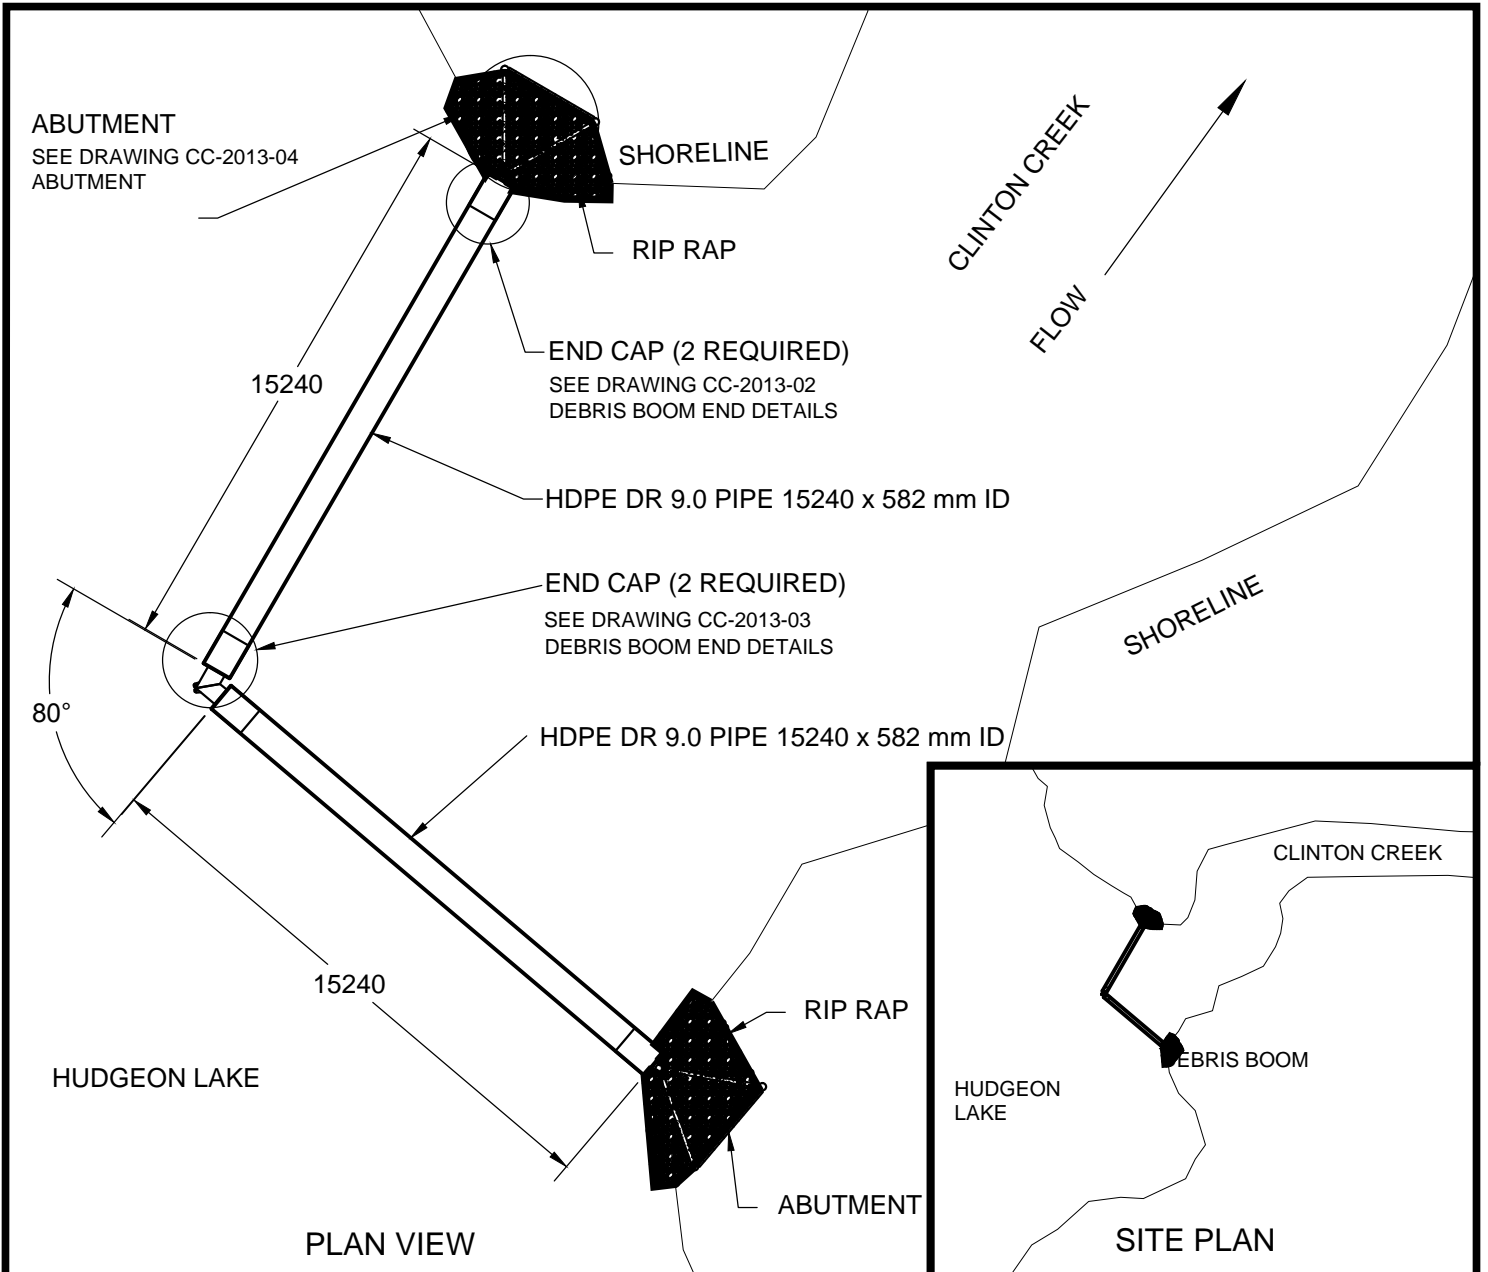 ABUTMENT
SEE DRAWING CC-2013-04
ABUTMENT
SHORELINE
RIP RAP
CLINTON CREEK
FLOW
END CAP (2 REQUIRED)
SEE DRAWING CC-2013-02
DEBRIS BOOM END DETAILS
15240
HDPE DR 9.0 PIPE 15240 x 582 mm ID
END CAP (2 REQUIRED)
SEE DRAWING CC-2013-03
DEBRIS BOOM END DETAILS
SHORELINE
80°
HDPE DR 9.0 PIPE 15240 x 582 mm ID
15240
RIP RAP
HUDGEON LAKE
ABUTMENT
PLAN VIEW
CLINTON CREEK
EBRIS BOOM
HUDGEON
LAKE
SITE PLAN